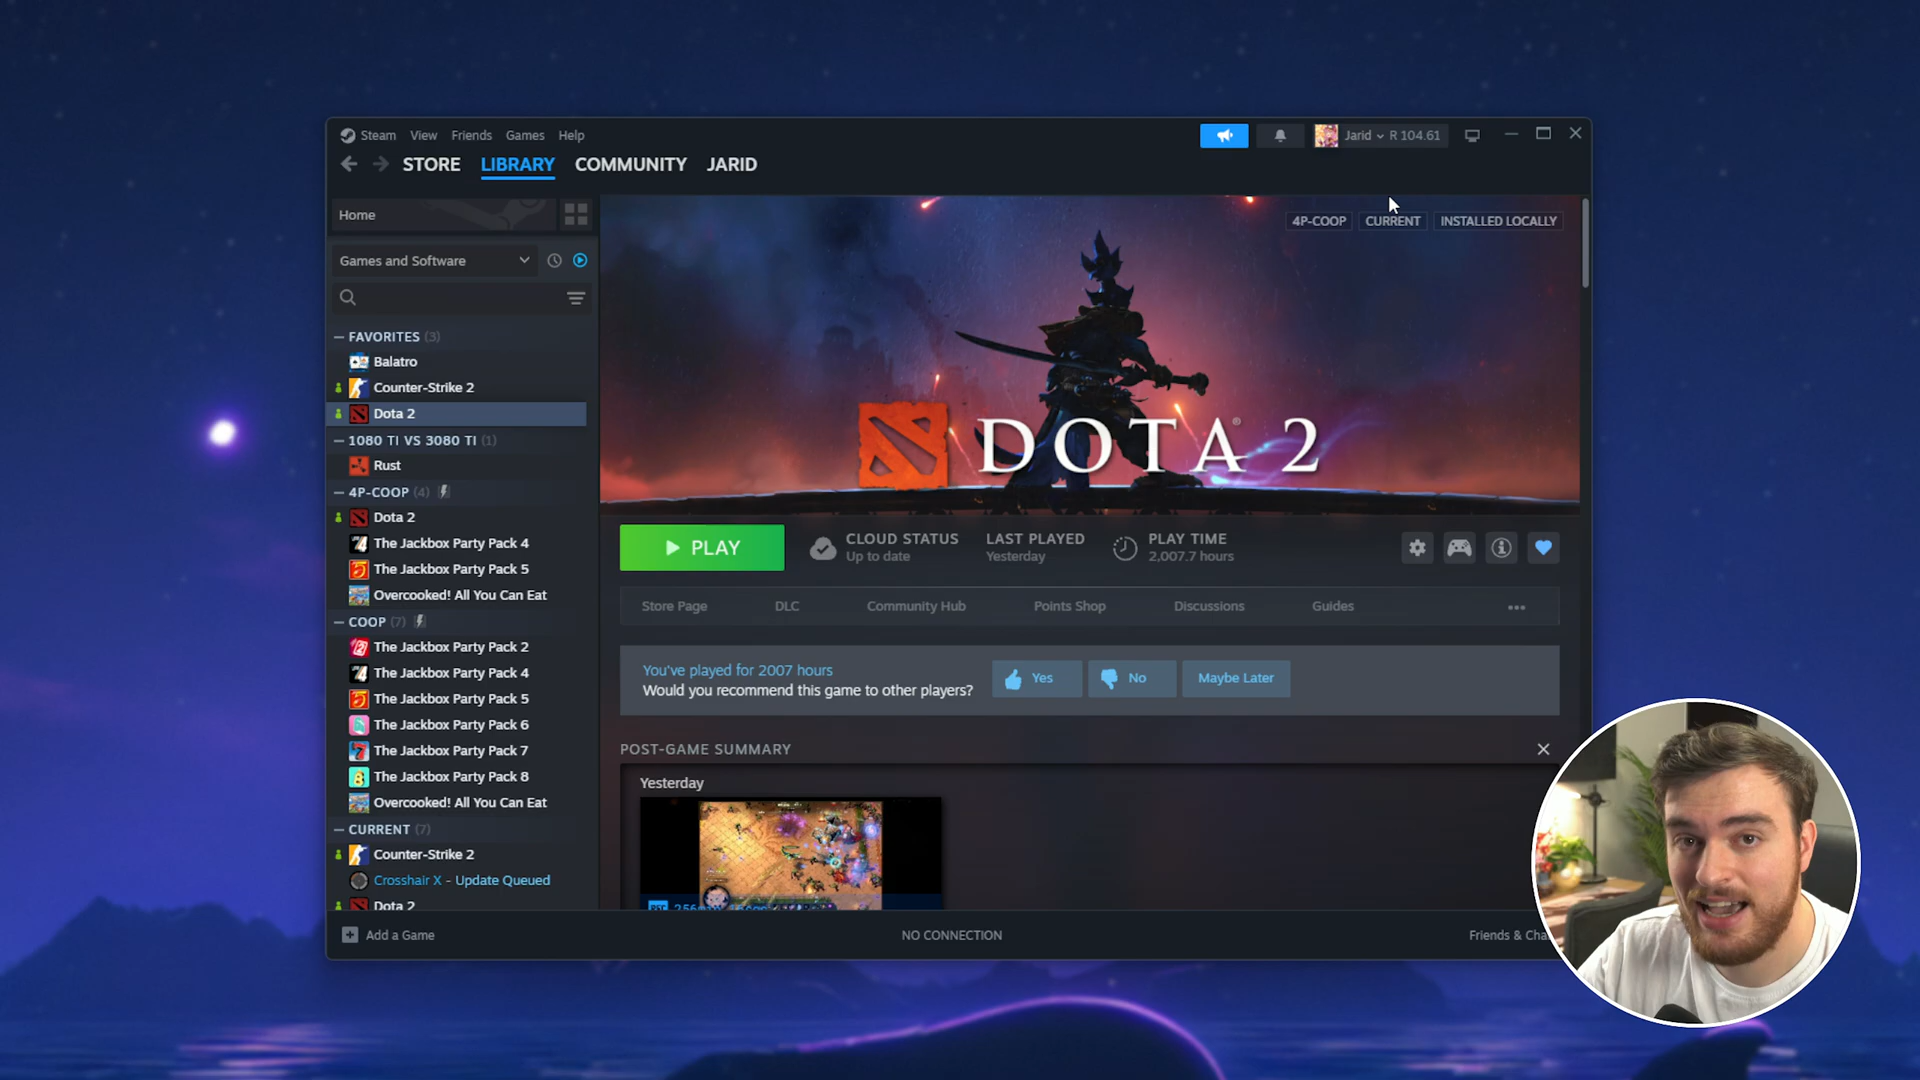 Steam View Friends Games Help
Jarid R 104.61
STORE LIBRARY COMMUNITY JARID
Home
Games and Software
FAVORITES (3)
Balatro
Counter-Strike 2
Dota 2
1080 TI VS 3080 TI (1)
Rust
4P-COOP (4)
Dota 2
The Jackbox Party Pack 4
The Jackbox Party Pack 5
Overcooked! All You Can Eat
COOP (7)
The Jackbox Party Pack 2
The Jackbox Party Pack 4
The Jackbox Party Pack 5
The Jackbox Party Pack 6
The Jackbox Party Pack 7
The Jackbox Party Pack 8
Overcooked! All You Can Eat
CURRENT (7)
Counter-Strike 2
Crosshair X - Update Queued
Dota 2
4P-COOP CURRENT INSTALLED LOCALLY
DOTA 2
PLAY
CLOUD STATUS
Up to date
LAST PLAYED
Yesterday
PLAY TIME
2,007.7 hours
Store Page DLC Community Hub Points Shop Discussions Guides
You've played for 2007 hours
Would you recommend this game to other players?
Yes No Maybe Later
POST-GAME SUMMARY
Yesterday
Add a Game
NO CONNECTION
Friends &